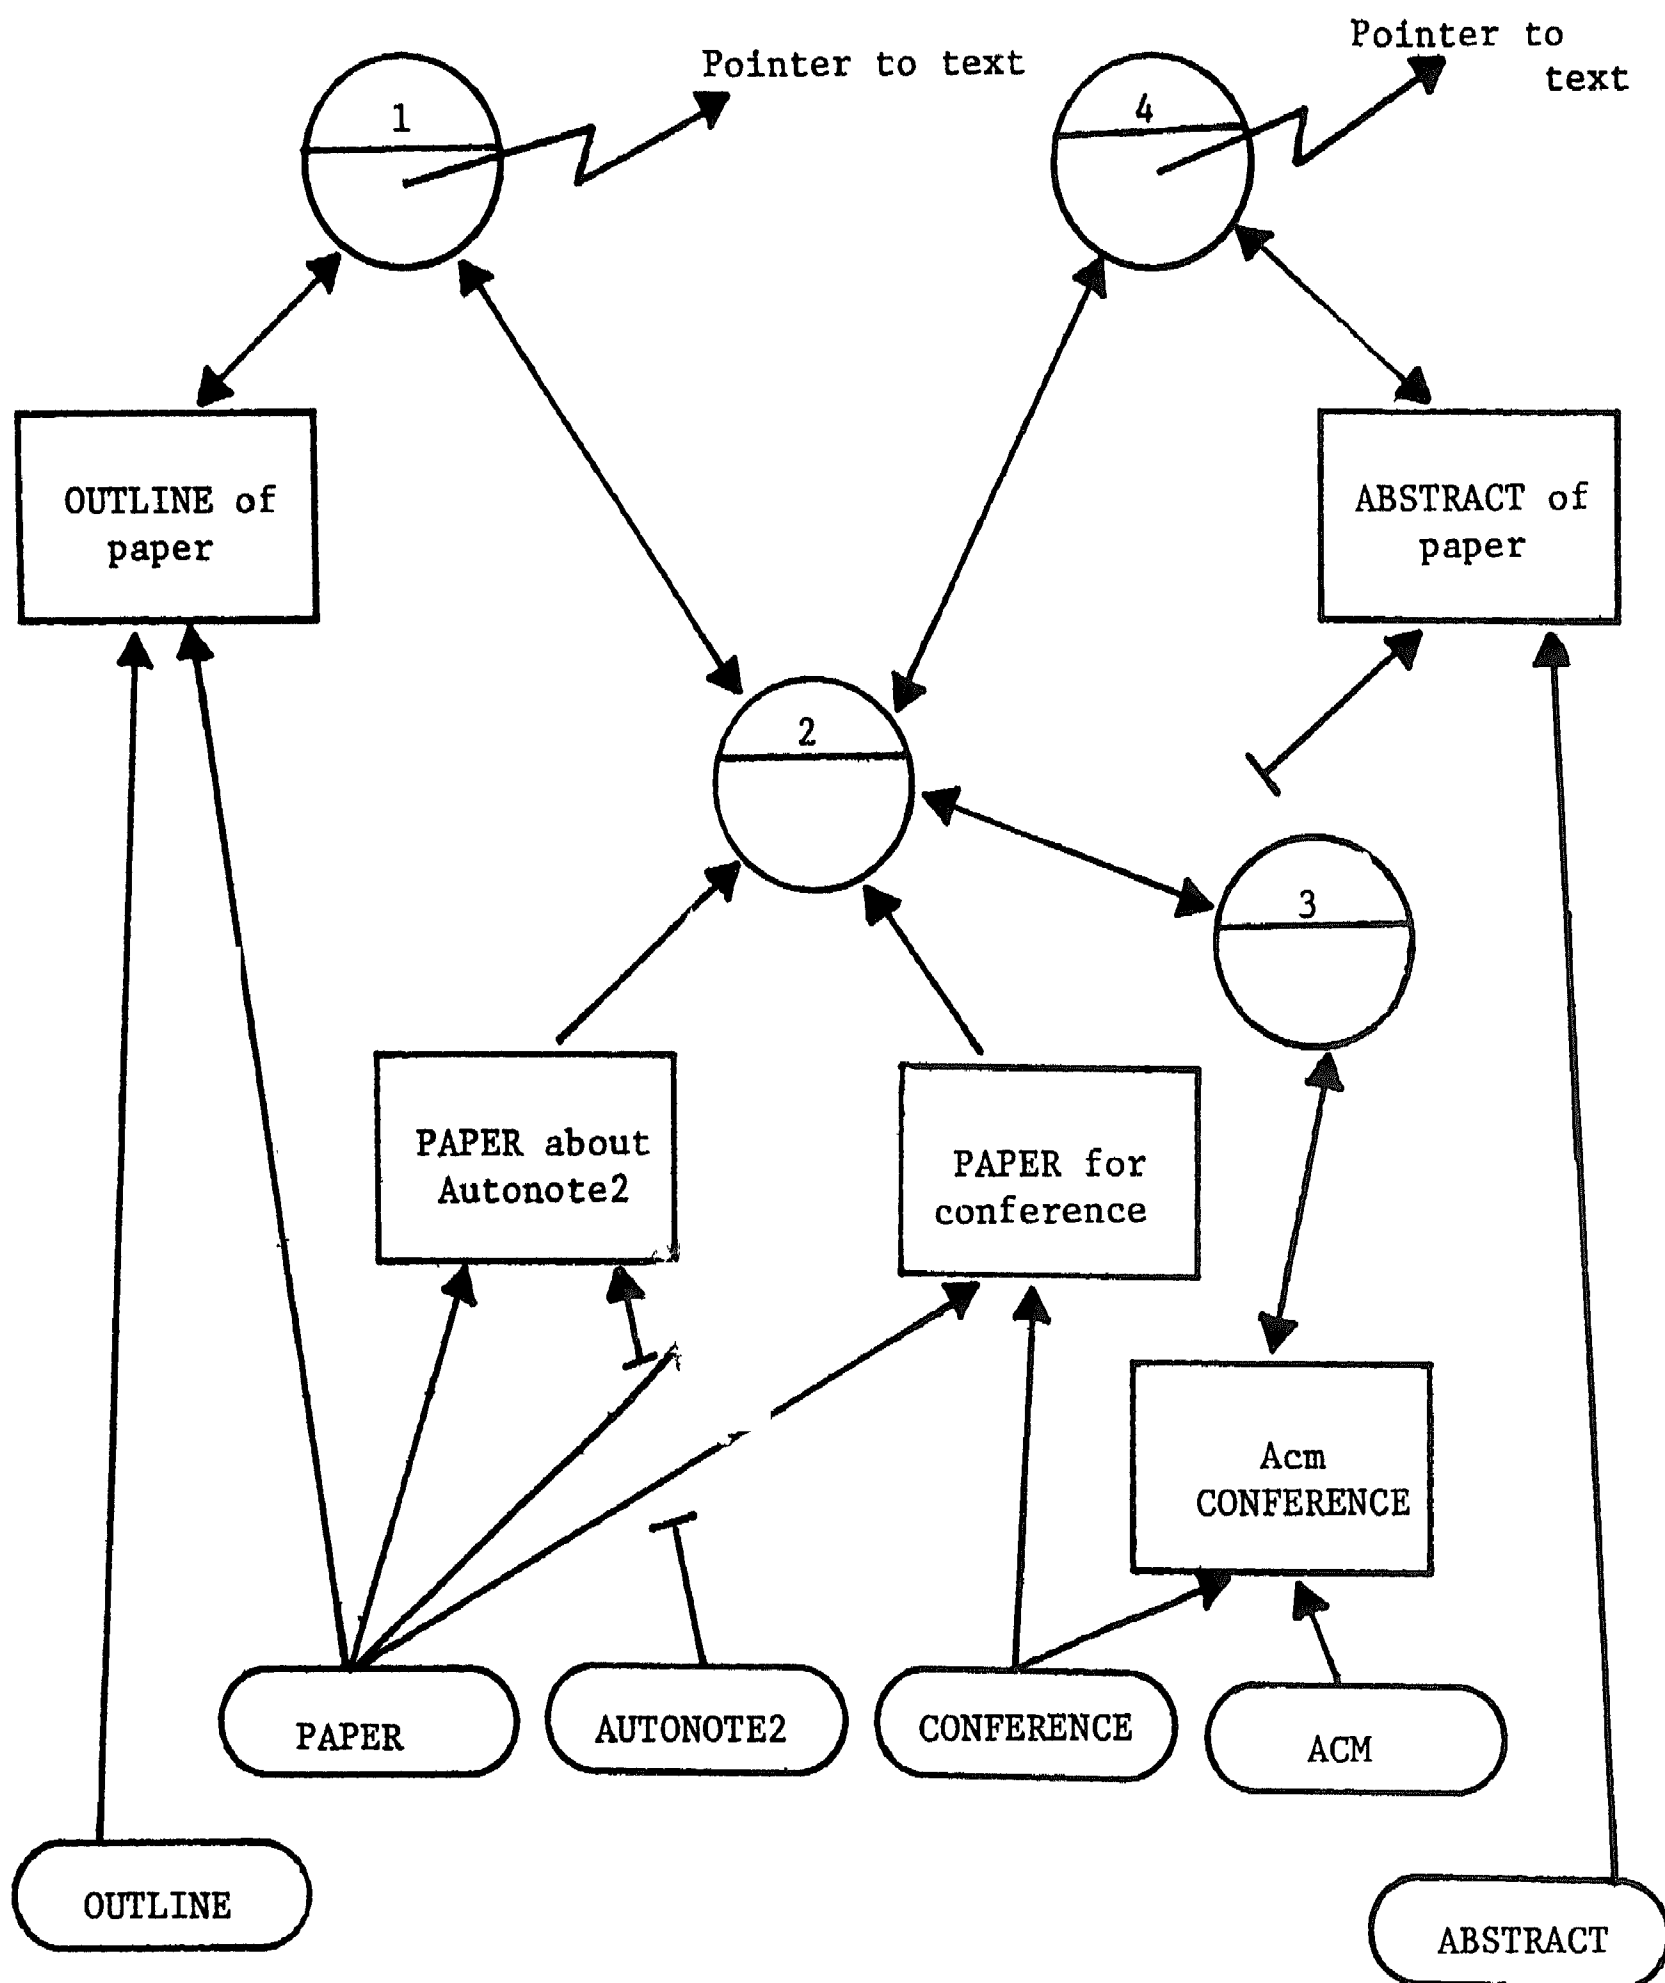 Pointer to text
Pointer to
text
1
4
OUTLINE of
paper
ABSTRACT of
paper
2
3
PAPER about
Autonote2
PAPER for
conference
Acm
CONFERENCE
PAPER
AUTONOTE2
CONFERENCE
ACM
OUTLINE
ABSTRACT